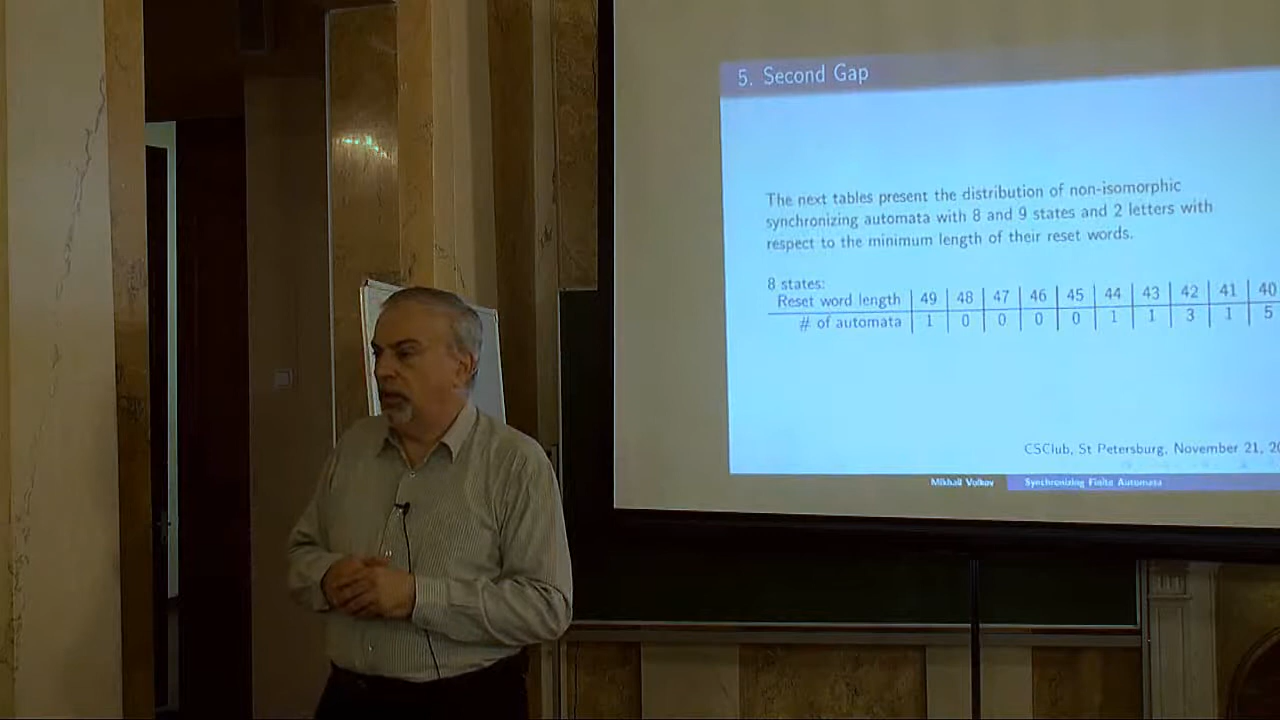 5. Second Gap
The next tables present the distribution of non-isomorphic
synchronizing automata with 8 and 9 states and 2 letters with
respect to the minimum length of their reset words.
8 states:
Reset word length 49 48 47 46 45 44 43 42 41 40
# of automata 1 0 0 0 0 1 1 3 1 5
CSClub, St Petersburg, November 21, 20
Mikhail Volkov Synchronizing Finite Automata